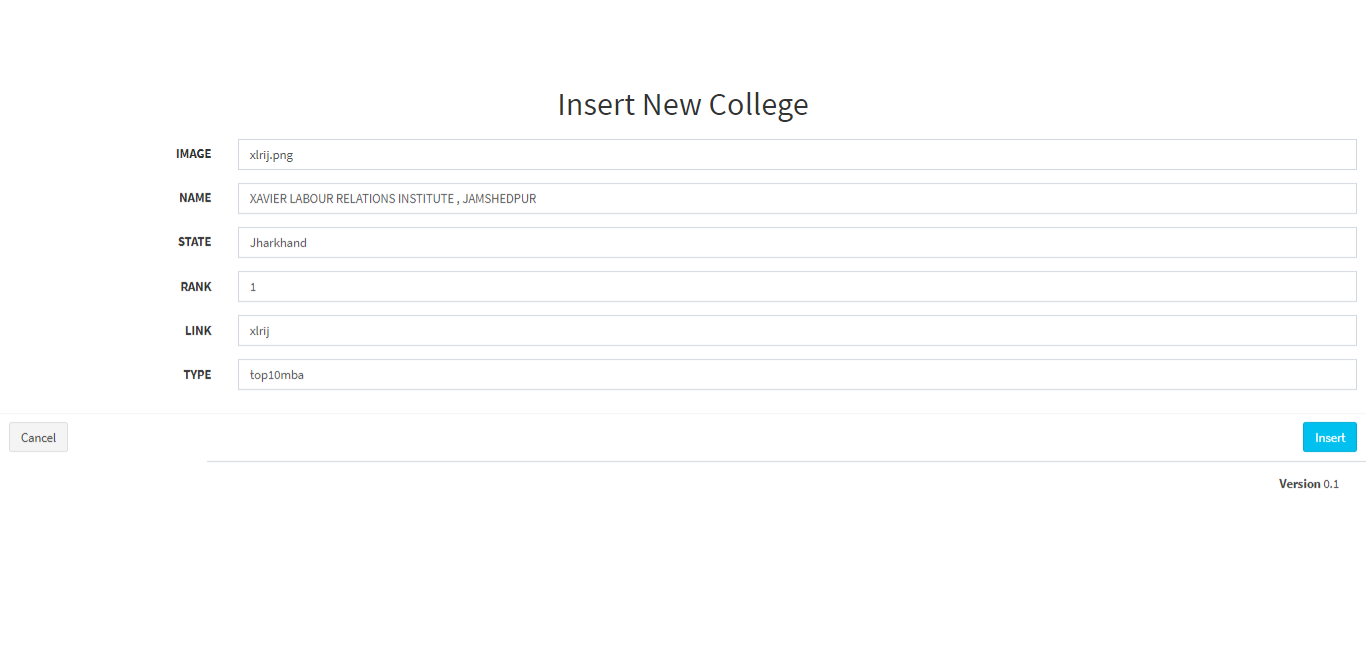 Insert New College
IMAGE xlrij.png
NAME XAVIER LABOUR RELATIONS INSTITUTE , JAMSHEDPUR
STATE Jharkhand
RANK 1
LINK xlrij
TYPE top10mba
Cancel Insert
Version 0.1